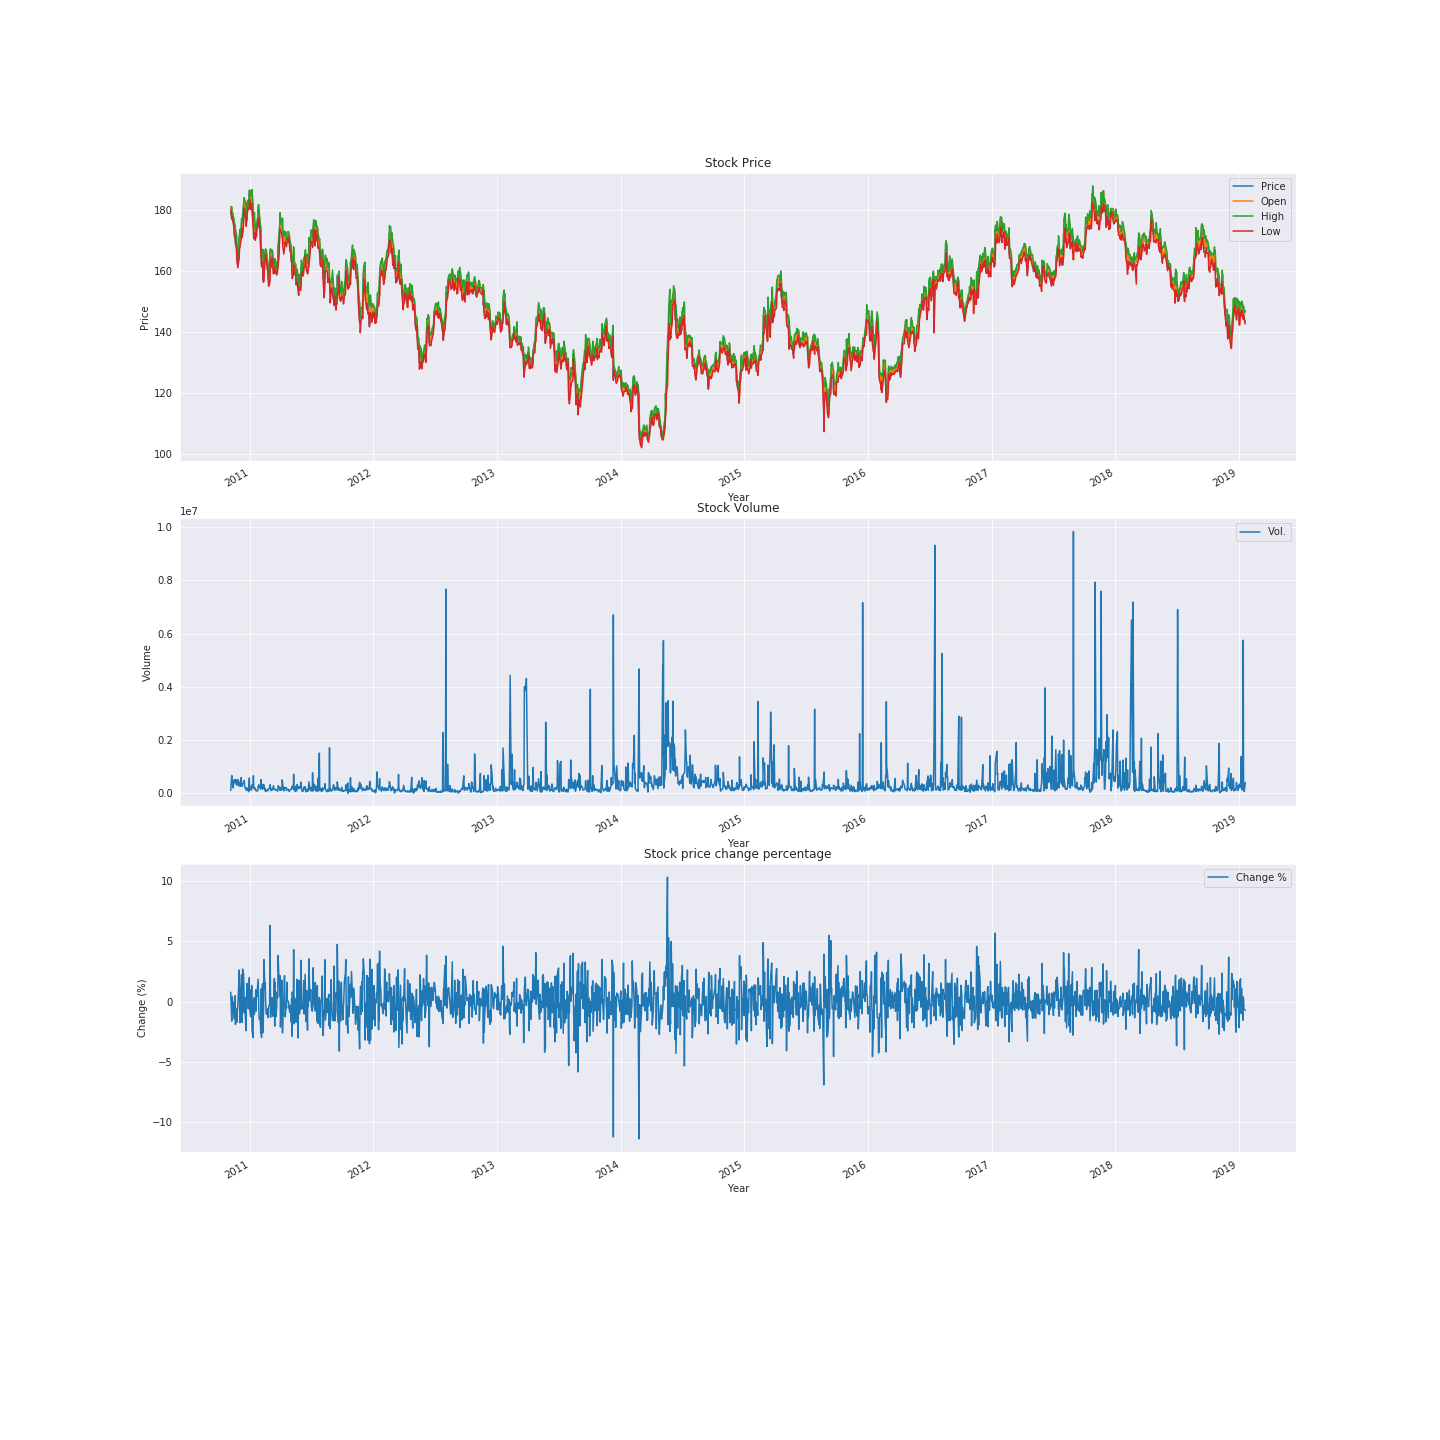 Stock Price
180
160
140
120
100
Price
Price
Open
High
Low
2011 2012 2013 2014 2015 2016 2017 2018 2019
Year
Stock Volume
1e7
1.0
0.8
0.6
0.4
0.2
0.0
Volume
Vol.
2011 2012 2013 2014 2015 2016 2017 2018 2019
Year
Stock price change percentage
10
5
0
−5
−10
Change (%)
Change %
2011 2012 2013 2014 2015 2016 2017 2018 2019
Year